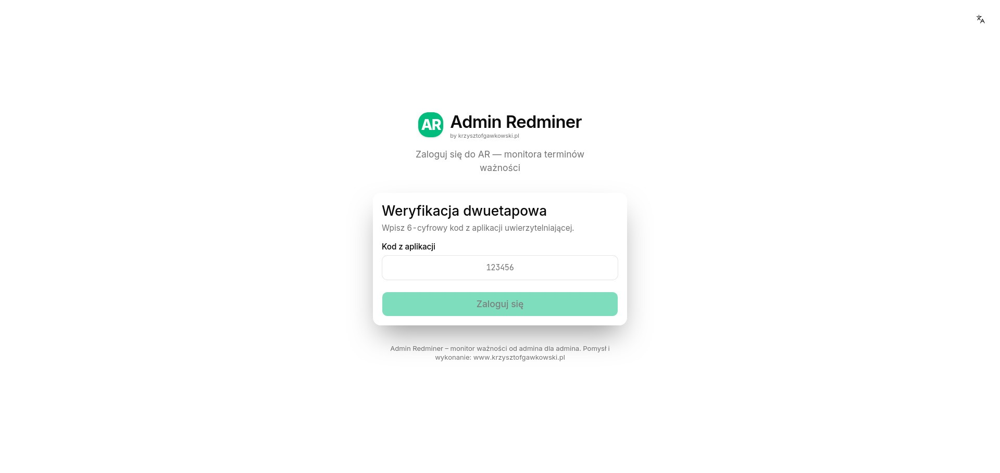 AR
Admin Redminer
by krzysztofgawkowski.pl
Zaloguj się do AR — monitora terminów
ważności
Weryfikacja dwuetapowa
Wpisz 6-cyfrowy kod z aplikacji uwierzytelniającej.
Kod z aplikacji
123456
Zaloguj się
Admin Redminer – monitor ważności od admina dla admina. Pomysł i
wykonanie: www.krzysztofgawkowski.pl